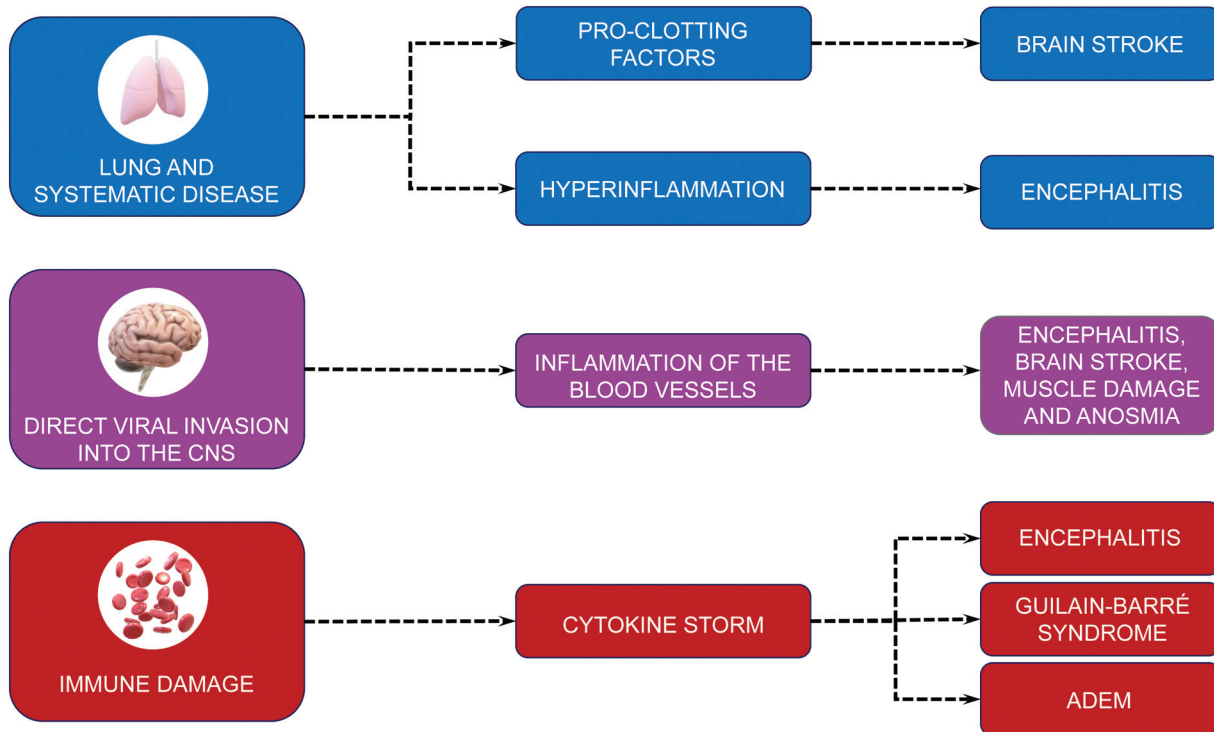 LUNG AND
SYSTEMATIC DISEASE
PRO-CLOTTING
FACTORS
BRAIN STROKE
HYPERINFLAMMATION
ENCEPHALITIS
DIRECT VIRAL INVASION
INTO THE CNS
INFLAMMATION OF THE
BLOOD VESSELS
ENCEPHALITIS,
BRAIN STROKE,
MUSCLE DAMAGE
AND ANOSMIA
IMMUNE DAMAGE
CYTOKINE STORM
ENCEPHALITIS
GUILAIN-BARRÉ
SYNDROME
ADEM